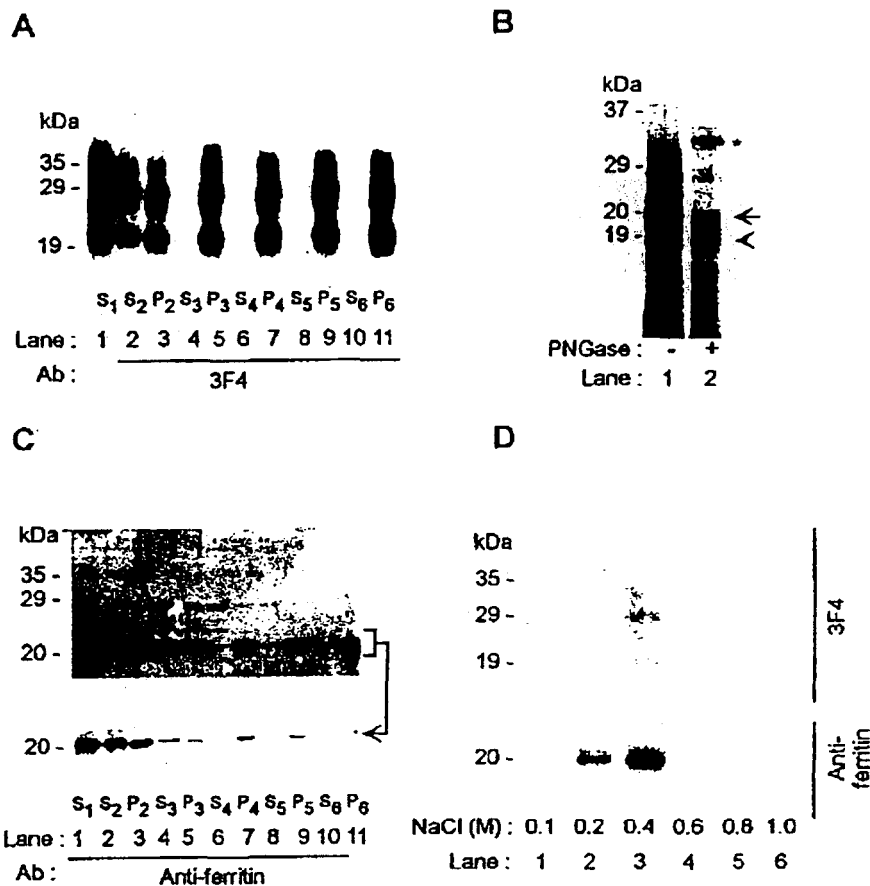 A
kDa
35 -
29 -
19 -
S1 S2 P2 S3 P3 S4 P4 S5 P5 S6 P6
Lane : 1 2 3 4 5 6 7 8 9 10 11
Ab : 3F4
B
kDa
37 -
29 -
20 -
19 -
*
PNGase : - +
Lane : 1 2
C
kDa
35 -
29 -
20 -
20 -
S1 S2 P2 S3 P3 S4 P4 S5 P5 S6 P6
Lane : 1 2 3 4 5 6 7 8 9 10 11
Ab : Anti-ferritin
D
kDa
35 -
29 -
19 -
3F4
20 -
Anti-
ferritin
NaCl (M) : 0.1 0.2 0.4 0.6 0.8 1.0
Lane : 1 2 3 4 5 6